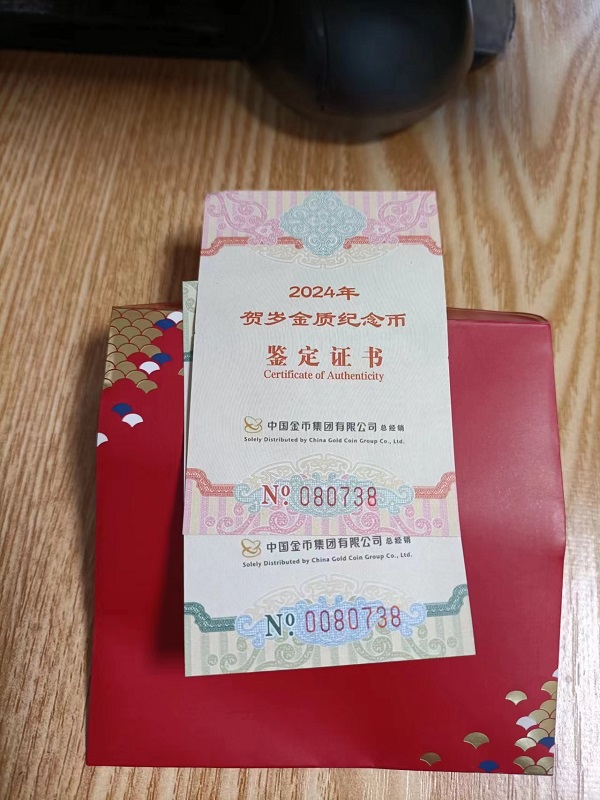 2024年
贺岁金质纪念币
鉴定证书
Certificate of Authenticity
中国金币集团有限公司 总经销
Solely Distributed by China Gold Coin Group Co., Ltd.
Nº 080738
中国金币集团有限公司 总经销
Solely Distributed by China Gold Coin Group Co., Ltd.
Nº 0080738